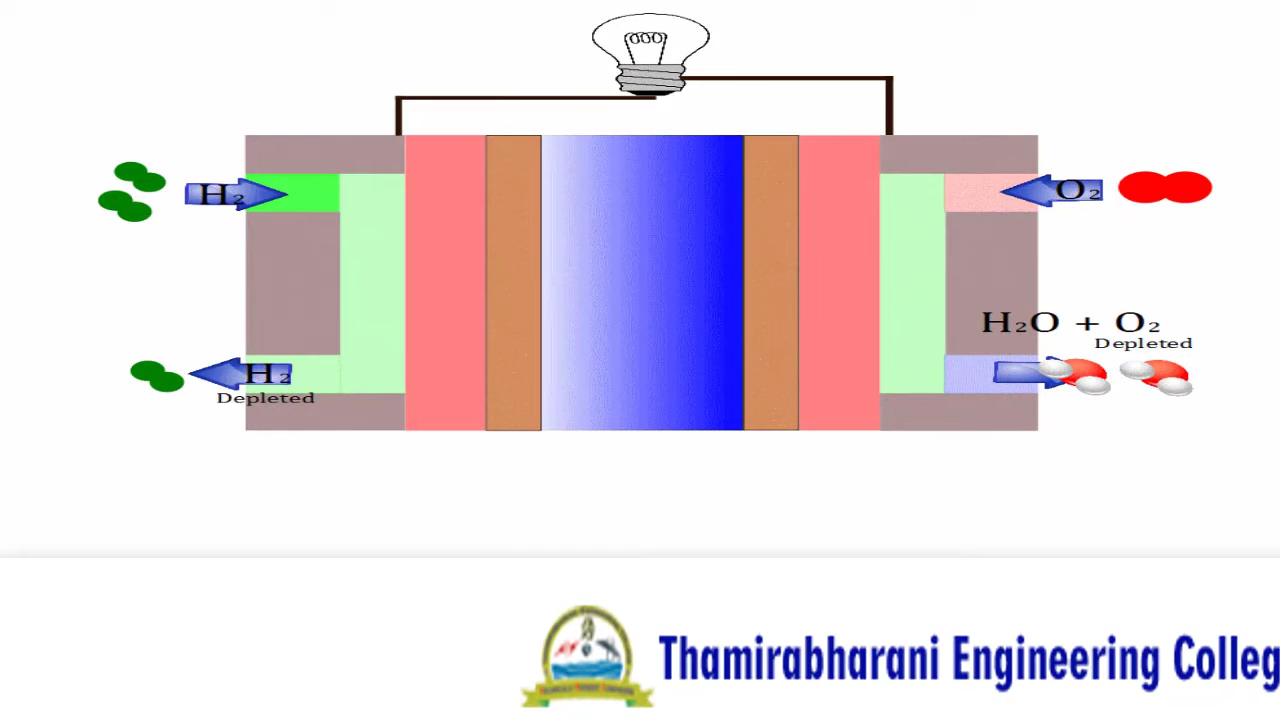 H₂
O₂
H₂O + O₂
Depleted
H₂
Depleted
Thamirabharani Engineering Colleg